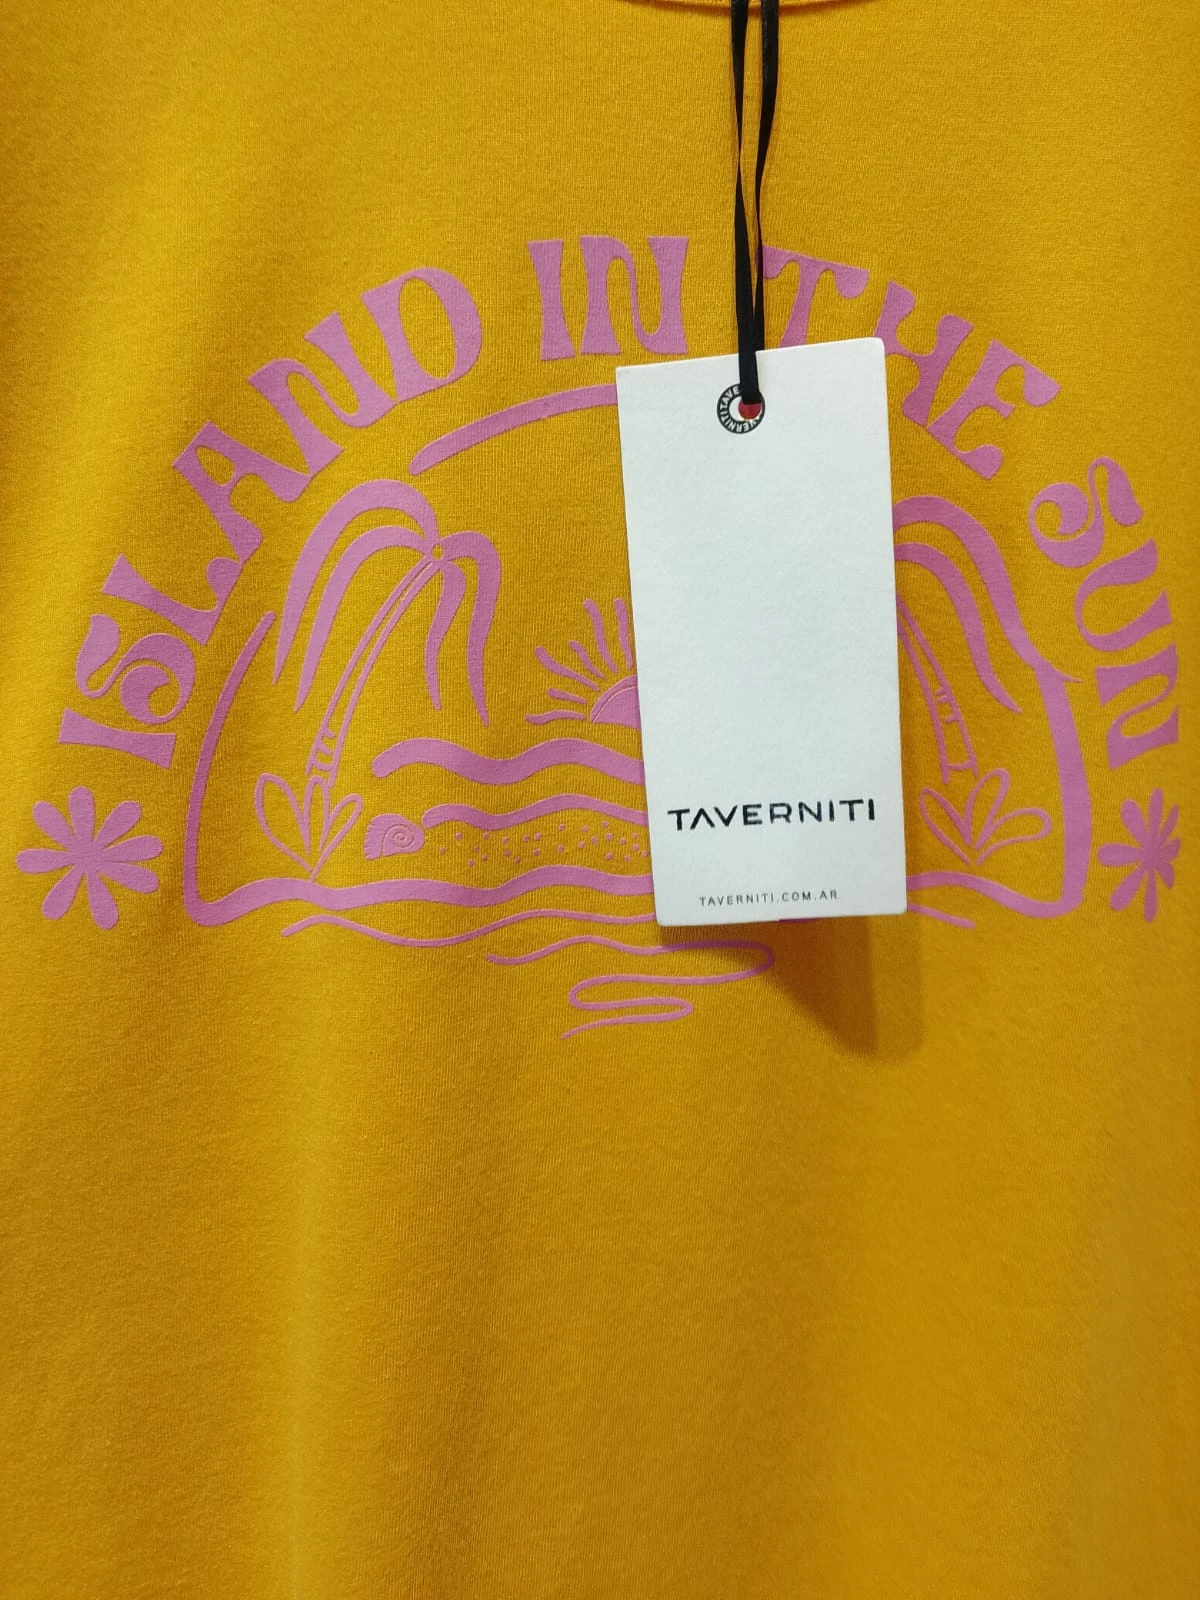 ISLAND IN THE SUN
TAVERNITI
TAVERNITI.COM.AR